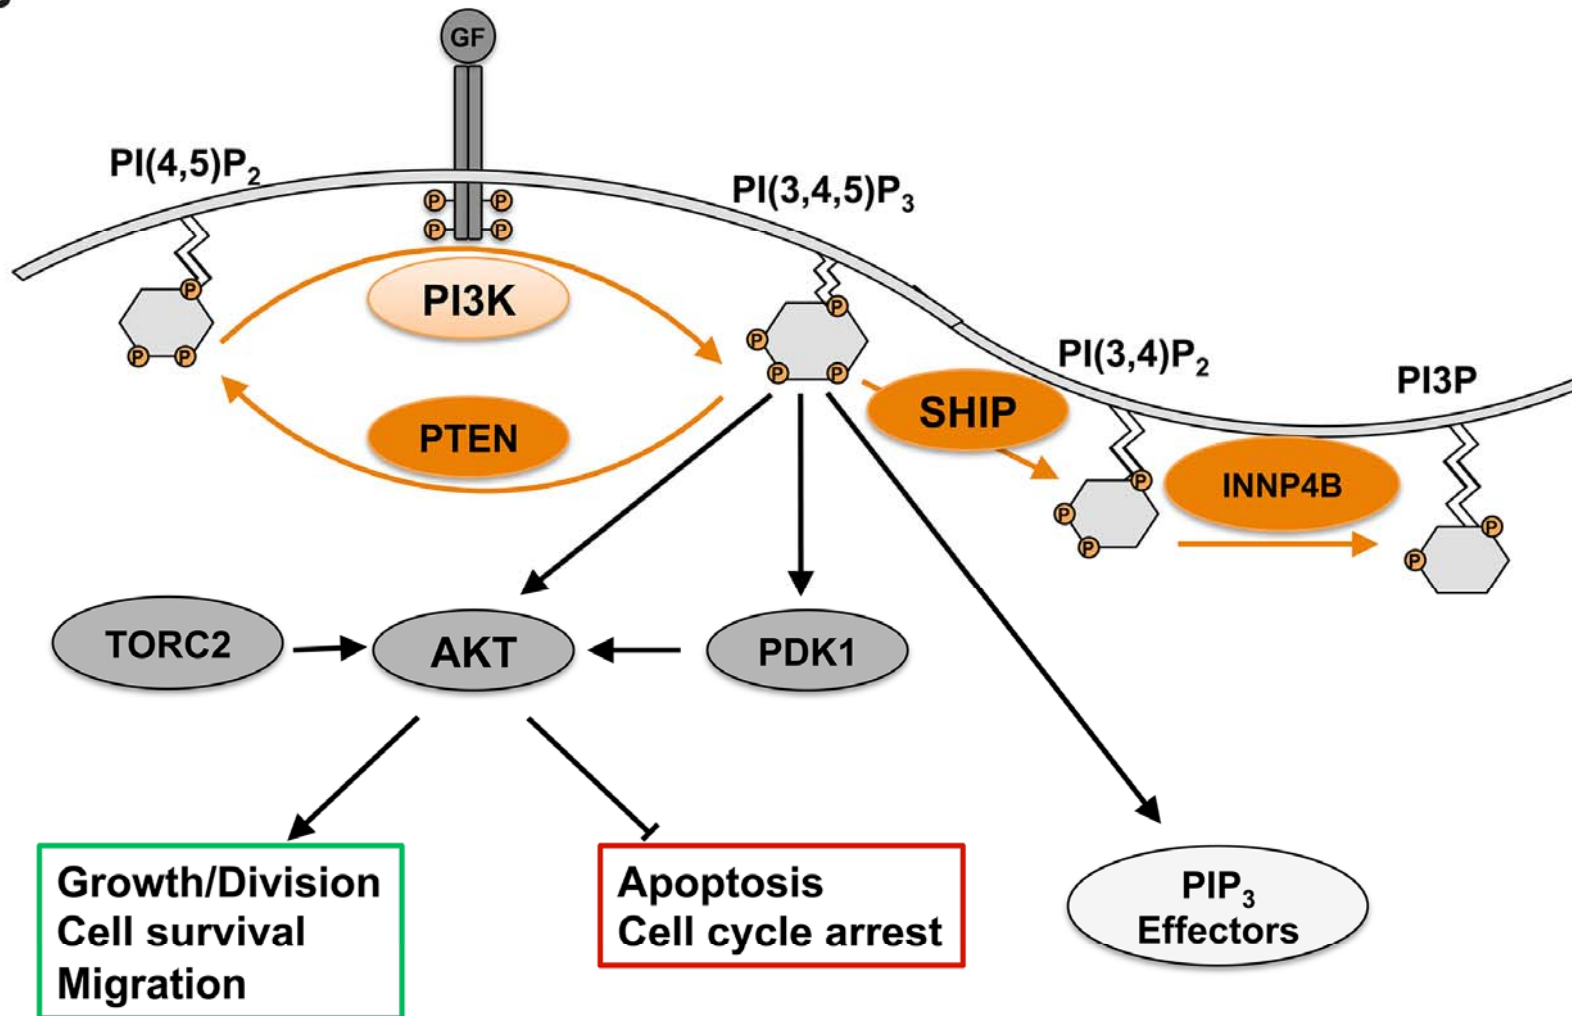 GF
PI(4,5)P₂
PI(3,4,5)P₃
P P
P P
PI3K
P
P P
P
P
P P
PI(3,4)P₂
PI3P
PTEN
SHIP
INNP4B
P
P
P
P
P
TORC2
AKT
PDK1
Growth/Division
Cell survival
Migration
Apoptosis
Cell cycle arrest
PIP₃
Effectors